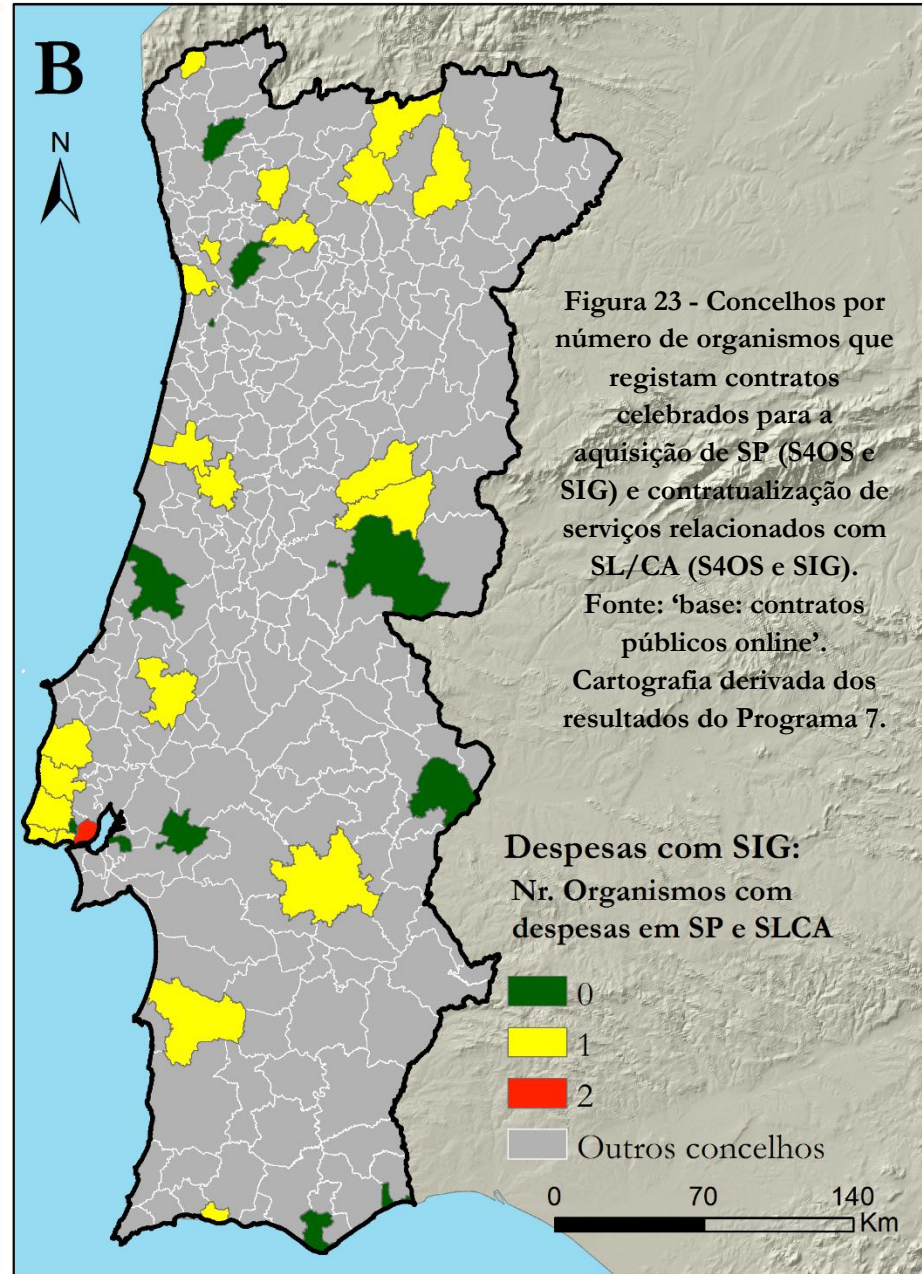 B
N
Figura 23 - Concelhos por
número de organismos que
registam contratos
celebrados para a
aquisição de SP (S4OS e
SIG) e contratualização de
serviços relacionados com
SL/CA (S4OS e SIG).
Fonte: ‘base: contratos
públicos online’.
Cartografia derivada dos
resultados do Programa 7.
Despesas com SIG:
Nr. Organismos com
despesas em SP e SLCA
0
1
2
Outros concelhos
0 70 140
Km